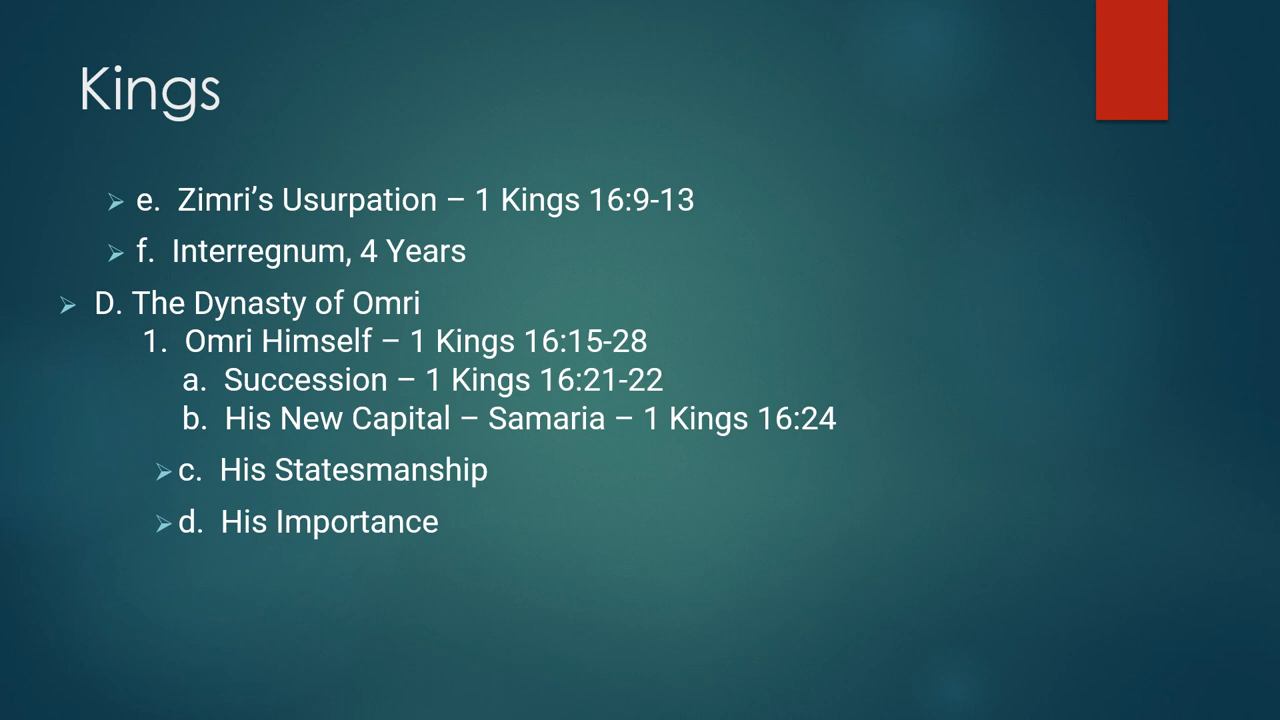 Kings
e. Zimri’s Usurpation – 1 Kings 16:9-13
f. Interregnum, 4 Years
D. The Dynasty of Omri
1. Omri Himself – 1 Kings 16:15-28
a. Succession – 1 Kings 16:21-22
b. His New Capital – Samaria – 1 Kings 16:24
c. His Statesmanship
d. His Importance